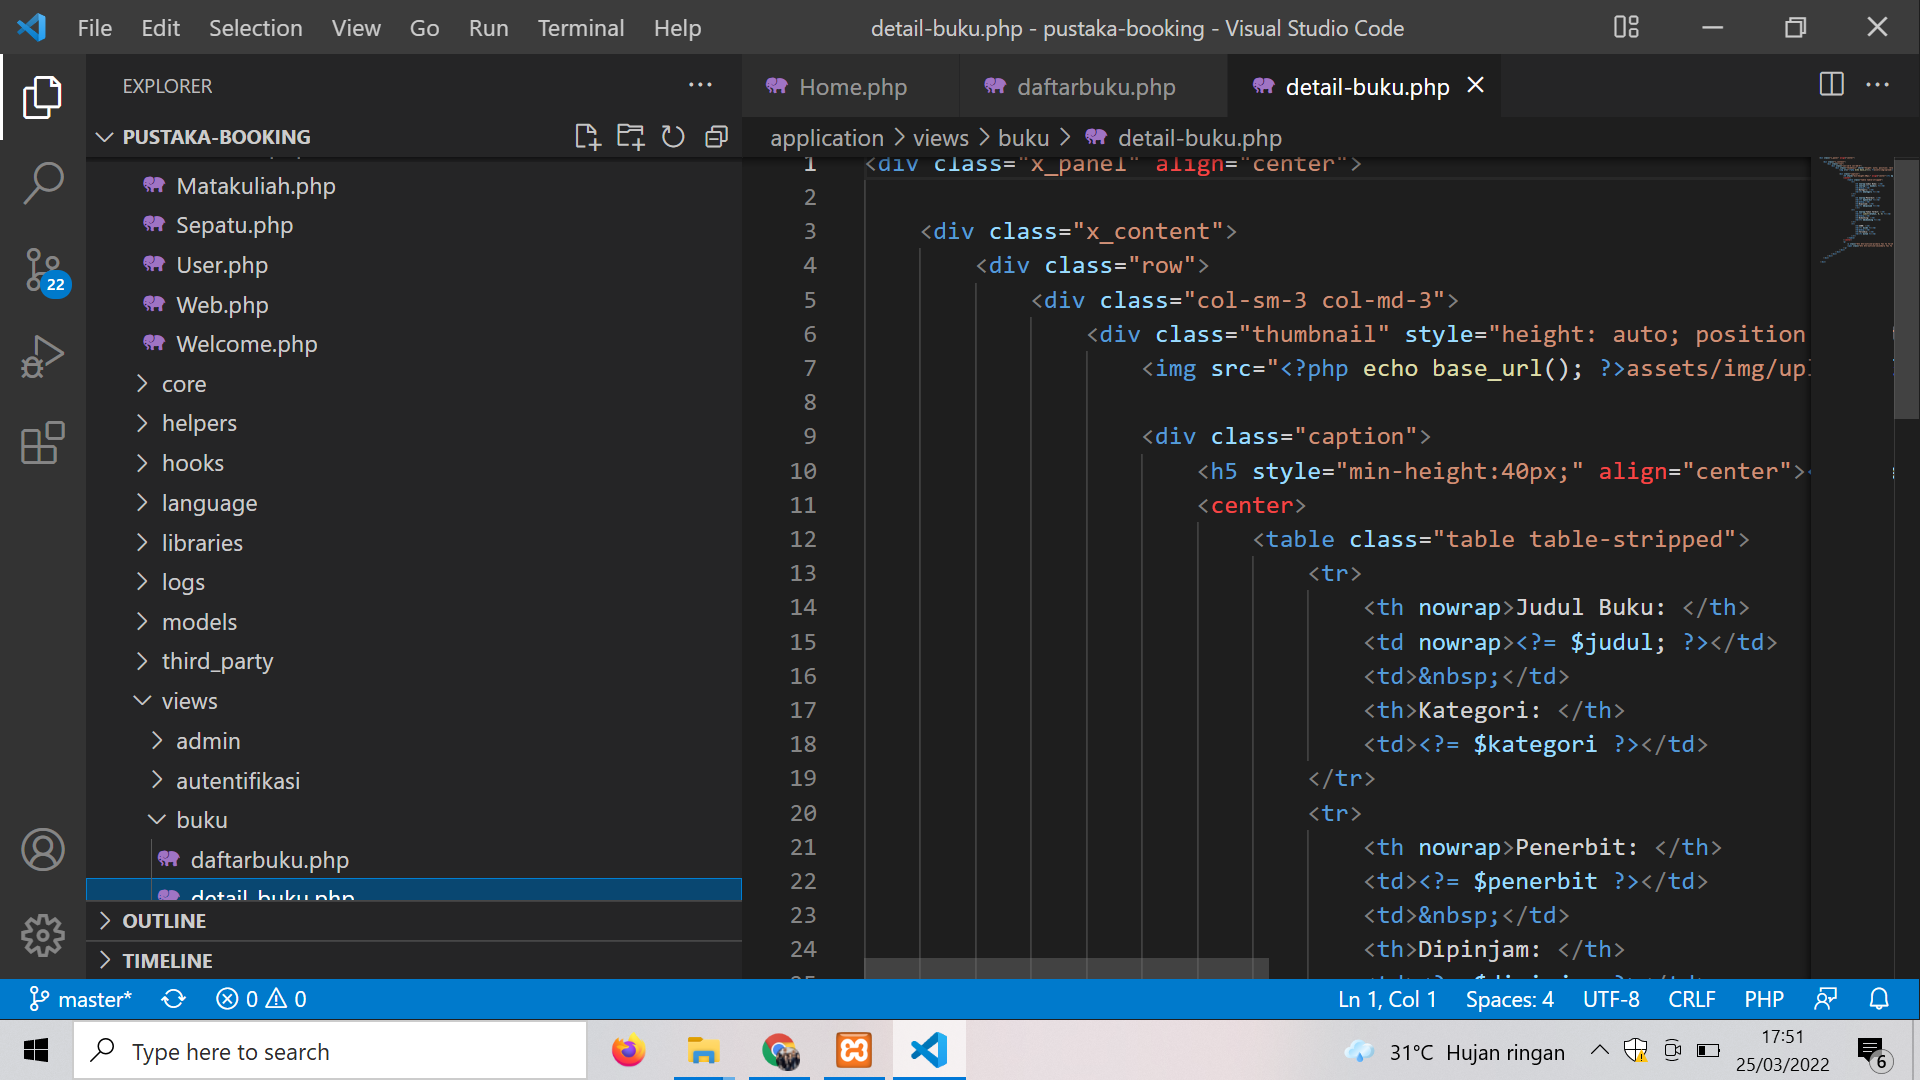 File Edit Selection View Go Run Terminal Help
detail-buku.php - pustaka-booking - Visual Studio Code
EXPLORER
PUSTAKA-BOOKING
Matakuliah.php
Sepatu.php
User.php
Web.php
Welcome.php
core
helpers
hooks
language
libraries
logs
models
third_party
views
admin
autentifikasi
buku
daftarbuku.php
detail-buku.php
OUTLINE
TIMELINE
22
Home.php daftarbuku.php detail-buku.php
application > views > buku > detail-buku.php
1 <div class="x_panel" align="center">
2
3 <div class="x_content">
4 <div class="row">
5 <div class="col-sm-3 col-md-3">
6 <div class="thumbnail" style="height: auto; position
7 <img src="<?php echo base_url(); ?>assets/img/upl
8
9 <div class="caption">
10 <h5 style="min-height:40px;" align="center"><
11 <center>
12 <table class="table table-stripped">
13 <tr>
14 <th nowrap>Judul Buku: </th>
15 <td nowrap><?= $judul; ?></td>
16 <td>&nbsp;</td>
17 <th>Kategori: </th>
18 <td><?= $kategori ?></td>
19 </tr>
20 <tr>
21 <th nowrap>Penerbit: </th>
22 <td><?= $penerbit ?></td>
23 <td>&nbsp;</td>
24 <th>Dipinjam: </th>
master* 0 0 Ln 1, Col 1 Spaces: 4 UTF-8 CRLF PHP
Type here to search
31°C Hujan ringan
17:51
25/03/2022
6